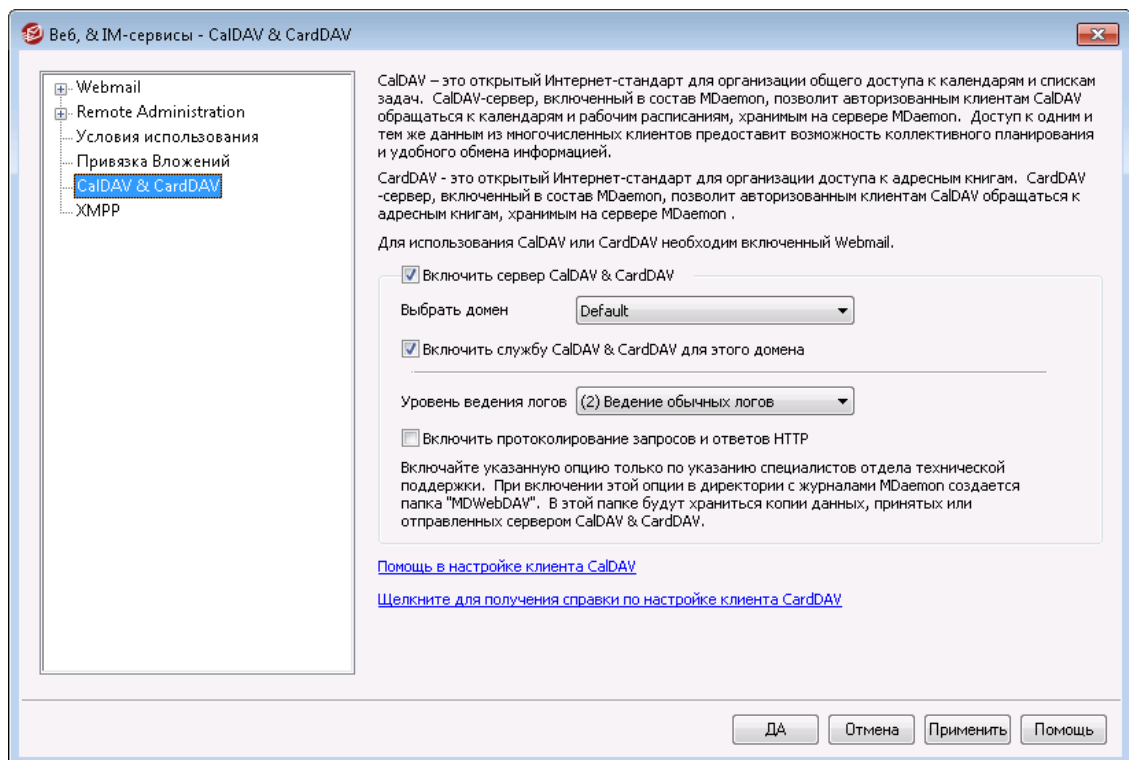 Веб, & IM-сервисы - CalDAV & CardDAV
Webmail
Remote Administration
Условия использования
Привязка Вложений
CalDAV & CardDAV
XMPP
CalDAV – это открытый Интернет-стандарт для организации общего доступа к календарям и спискам
задач. CalDAV-сервер, включенный в состав MDaemon, позволит авторизованным клиентам CalDAV
обращаться к календарям и рабочим расписаниям, хранимым на сервере MDaemon. Доступ к одним и
тем же данным из многочисленных клиентов предоставит возможность коллективного планирования
и удобного обмена информацией.
CardDAV - это открытый Интернет-стандарт для организации доступа к адресным книгам. CardDAV
-сервер, включенный в состав MDaemon, позволит авторизованным клиентам CalDAV обращаться к
адресным книгам, хранимым на сервере MDaemon .
Для использования CalDAV или CardDAV необходим включенный Webmail.
Включить сервер CalDAV & CardDAV
Выбрать домен Default
Включить службу CalDAV & CardDAV для этого домена
Уровень ведения логов (2) Ведение обычных логов
Включить протоколирование запросов и ответов HTTP
Включайте указанную опцию только по указанию специалистов отдела технической
поддержки. При включении этой опции в директории с журналами MDaemon создается
папка "MDWebDAV". В этой папке будут храниться копии данных, принятых или
отправленных сервером CalDAV & CardDAV.
Помощь в настройке клиента CalDAV
Щелкните для получения справки по настройке клиента CardDAV
ДА Отмена Применить Помощь